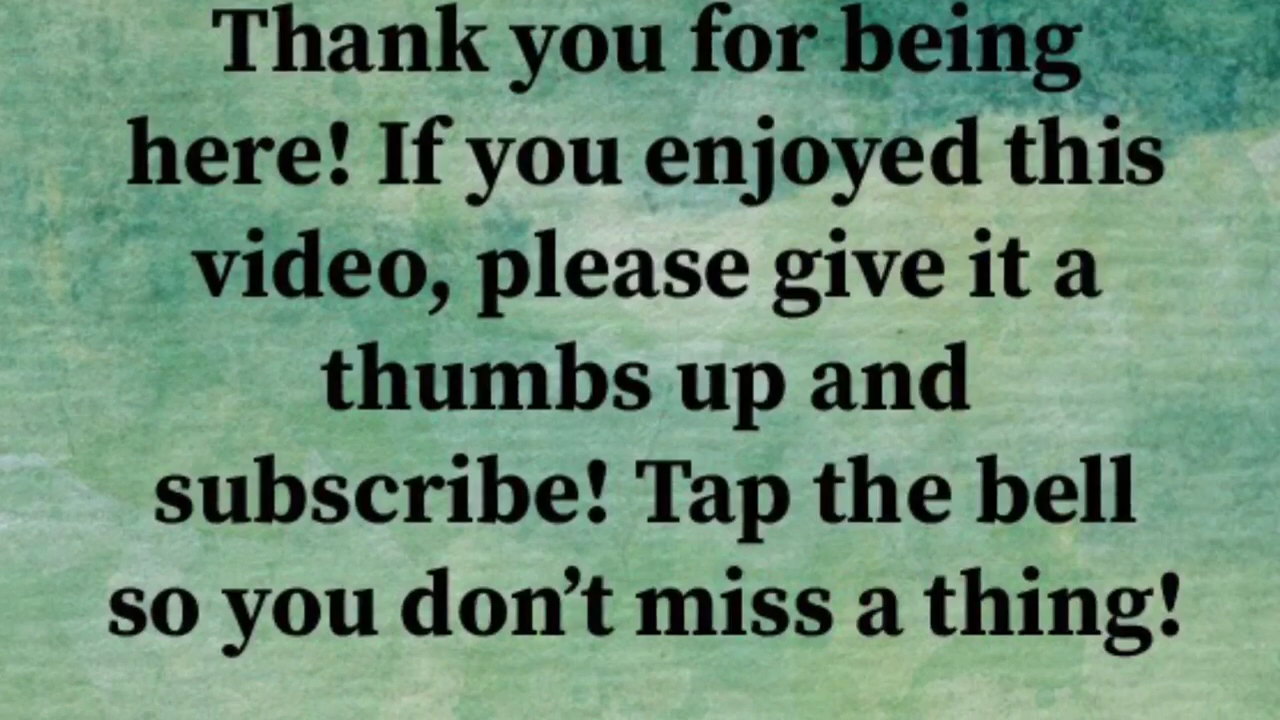 Thank you for being
here! If you enjoyed this
video, please give it a
thumbs up and
subscribe! Tap the bell
so you don’t miss a thing!